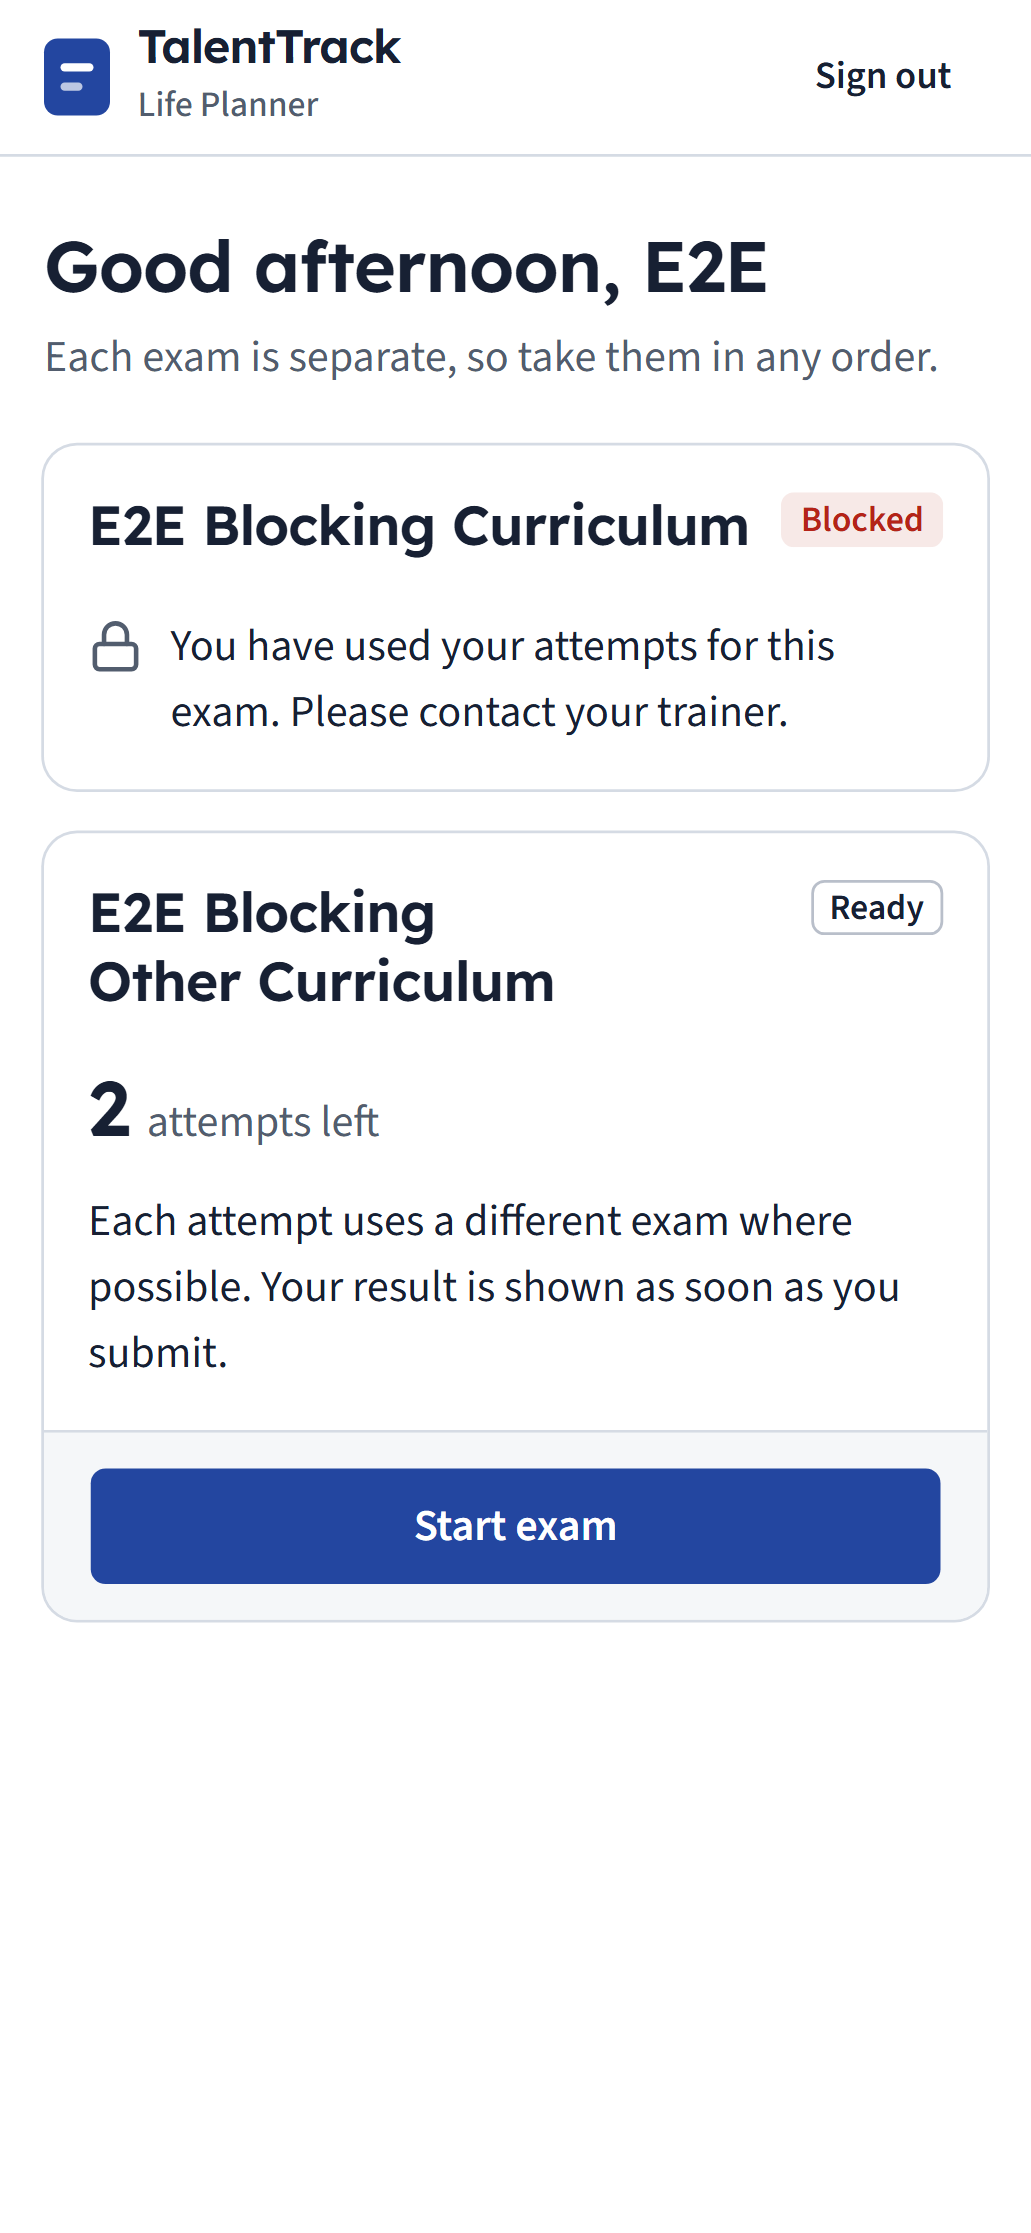 TalentTrack
Life Planner
Sign out
Good afternoon, E2E
Each exam is separate, so take them in any order.
E2E Blocking Curriculum
Blocked
You have used your attempts for this
exam. Please contact your trainer.
E2E Blocking
Other Curriculum
Ready
2 attempts left
Each attempt uses a different exam where
possible. Your result is shown as soon as you
submit.
Start exam